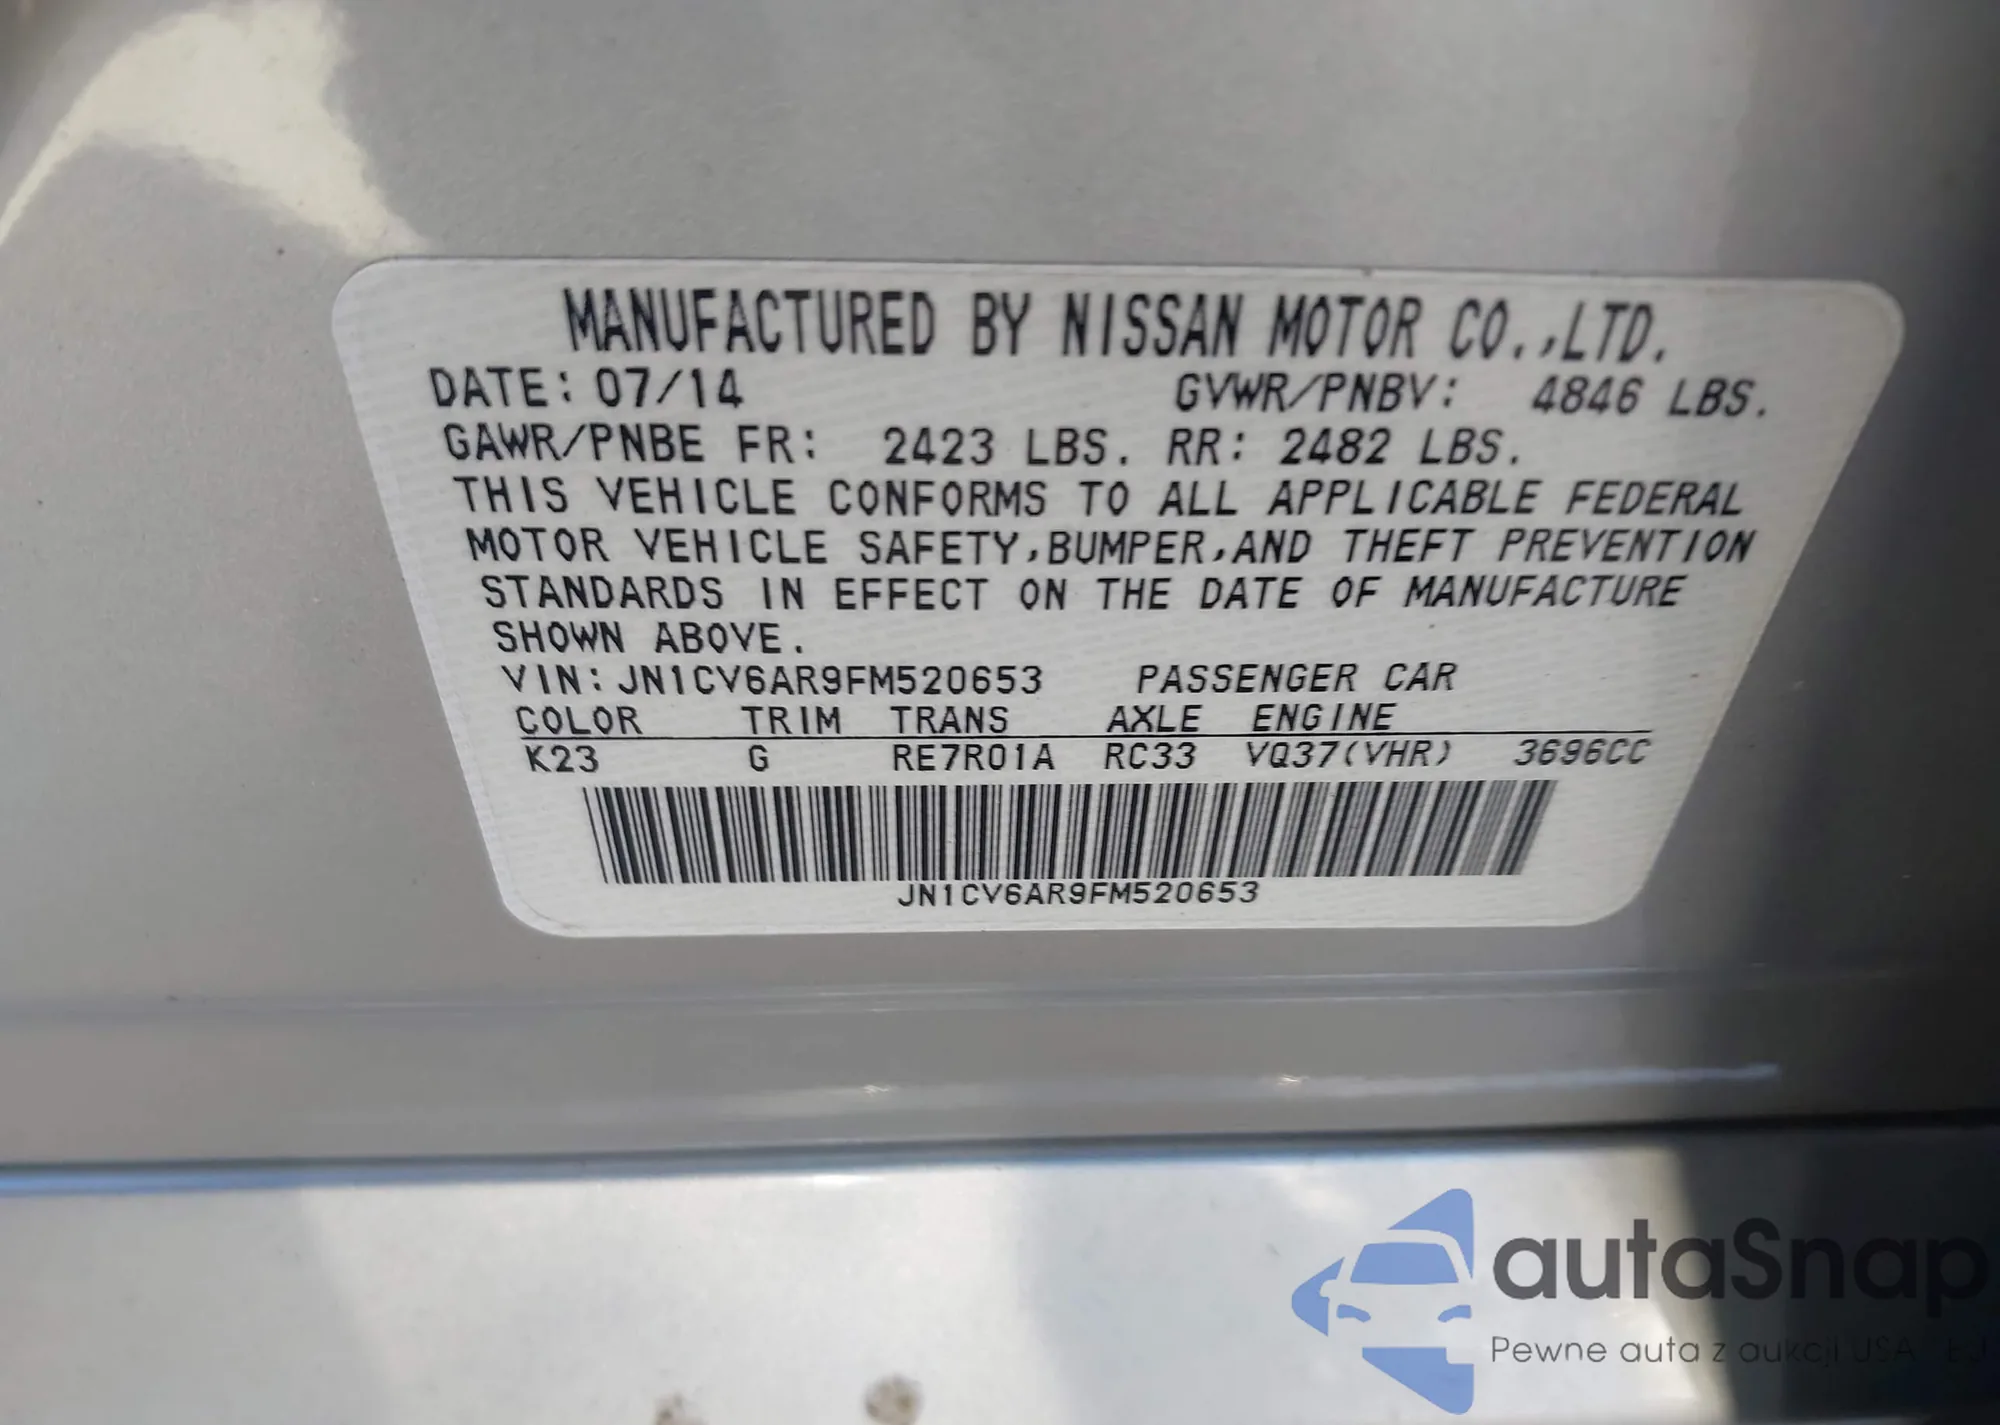 MANUFACTURED BY NISSAN MOTOR CO.,LTD.
DATE: 07/14 GVWR/PNBV: 4846 LBS.
GAWR/PNBE FR: 2423 LBS. RR: 2482 LBS.
THIS VEHICLE CONFORMS TO ALL APPLICABLE FEDERAL
MOTOR VEHICLE SAFETY,BUMPER,AND THEFT PREVENTION
STANDARDS IN EFFECT ON THE DATE OF MANUFACTURE
SHOWN ABOVE.
VIN:JN1CV6AR9FM520653 PASSENGER CAR
COLOR TRIM TRANS AXLE ENGINE
K23 G RE7R01A RC33 VQ37(VHR) 3696CC
JN1CV6AR9FM520653
autaSnap
Pewne auta z aukcji USA